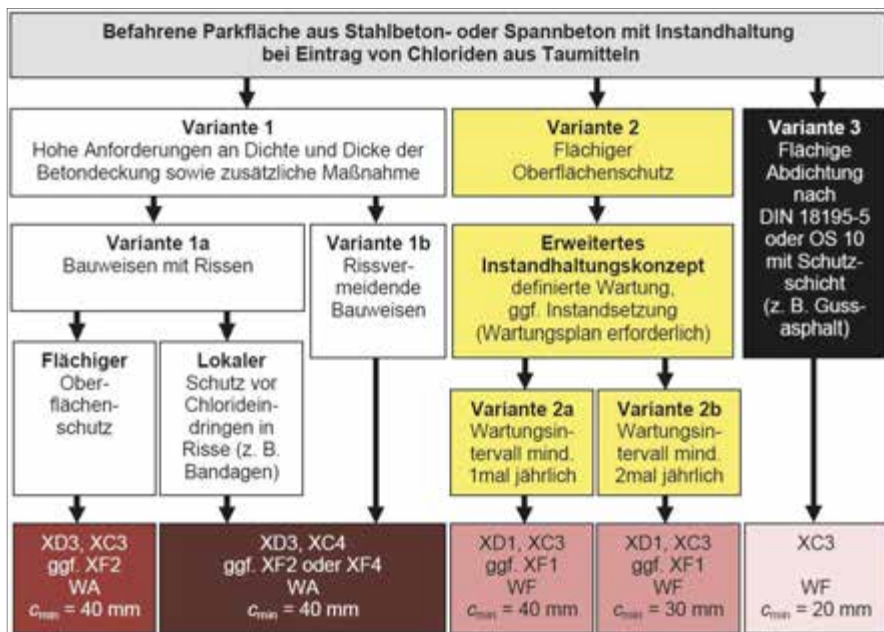 Befahrene Parkfläche aus Stahlbeton- oder Spannbeton mit Instandhaltung
bei Eintrag von Chloriden aus Taumitteln
Variante 1
Hohe Anforderungen an Dichte und Dicke der
Betondeckung sowie zusätzliche Maßnahme
Variante 2
Flächiger
Oberflächenschutz
Variante 3
Flächige
Abdichtung
nach
DIN 18195-5
oder OS 10
mit Schutz-
schicht
(z. B. Guss-
asphalt)
Variante 1a
Bauweisen mit Rissen
Variante 1b
Rissver-
meidende
Bauweisen
Erweitertes
Instandhaltungskonzept
definierte Wartung,
ggf. Instandsetzung
(Wartungsplan erforderlich)
Flächiger
Ober-
flächen-
schutz
Lokaler
Schutz vor
Chloridein-
dringen in
Risse (z. B.
Bandagen)
Variante 2a
Wartungsin-
tervall mind.
1mal jährlich
Variante 2b
Wartungsin-
tervall mind.
2mal jährlich
XD3, XC3
ggf. XF2
WA
cmin = 40 mm
XD3, XC4
ggf. XF2 oder XF4
WA
cmin = 40 mm
XD1, XC3
ggf. XF1
WF
cmin = 40 mm
XD1, XC3
ggf. XF1
WF
cmin = 30 mm
XC3
WF
cmin = 20 mm